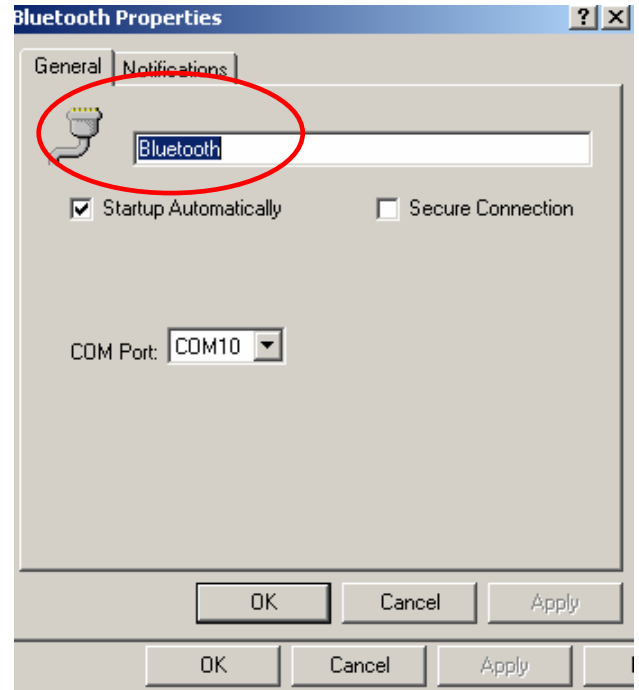 Bluetooth Properties ? X
General Notifications
Bluetooth
Startup Automatically Secure Connection
COM Port: COM10
OK Cancel Apply
OK Cancel Apply